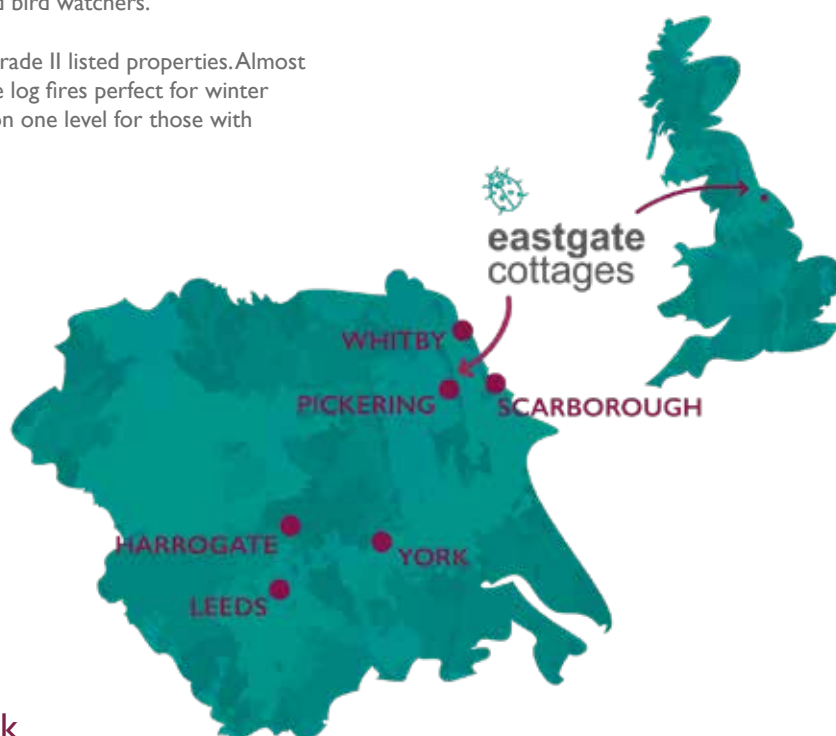 d bird watchers.
rade II listed properties. Almost
e log fires perfect for winter
on one level for those with
eastgate
cottages
WHITBY
PICKERING
SCARBOROUGH
HARROGATE
YORK
LEEDS
k